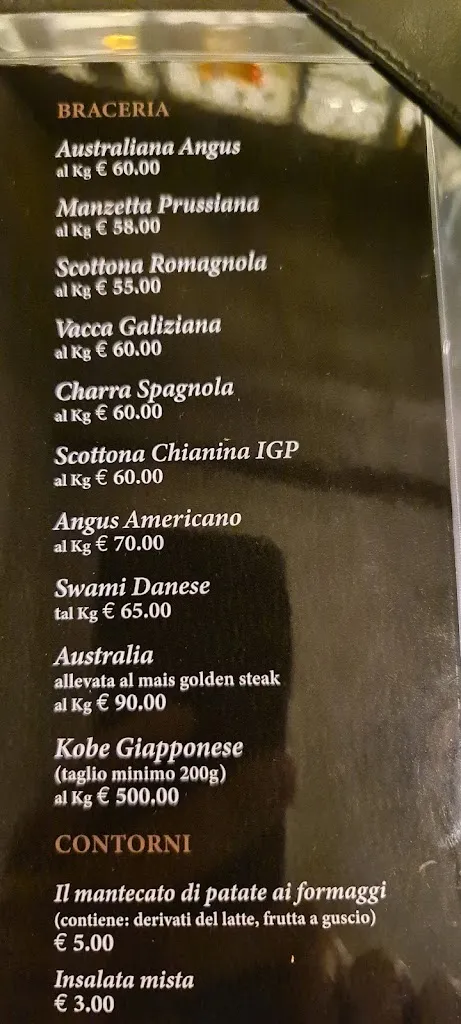 BRACERIA
Australiana Angus
al Kg € 60.00
Manzetta Prussiana
al Kg € 58.00
Scottona Romagnola
al Kg € 55.00
Vacca Galiziana
al Kg € 60.00
Charra Spagnola
al Kg € 60.00
Scottona Chianina IGP
al Kg € 60.00
Angus Americano
al Kg € 70.00
Swami Danese
tal Kg € 65.00
Australia
allevata al mais golden steak
al Kg € 90.00
Kobe Giapponese
(taglio minimo 200g)
al Kg € 500.00
CONTORNI
Il mantecato di patate ai formaggi
(contiene: derivati del latte, frutta a guscio)
€ 5.00
Insalata mista
€ 3.00